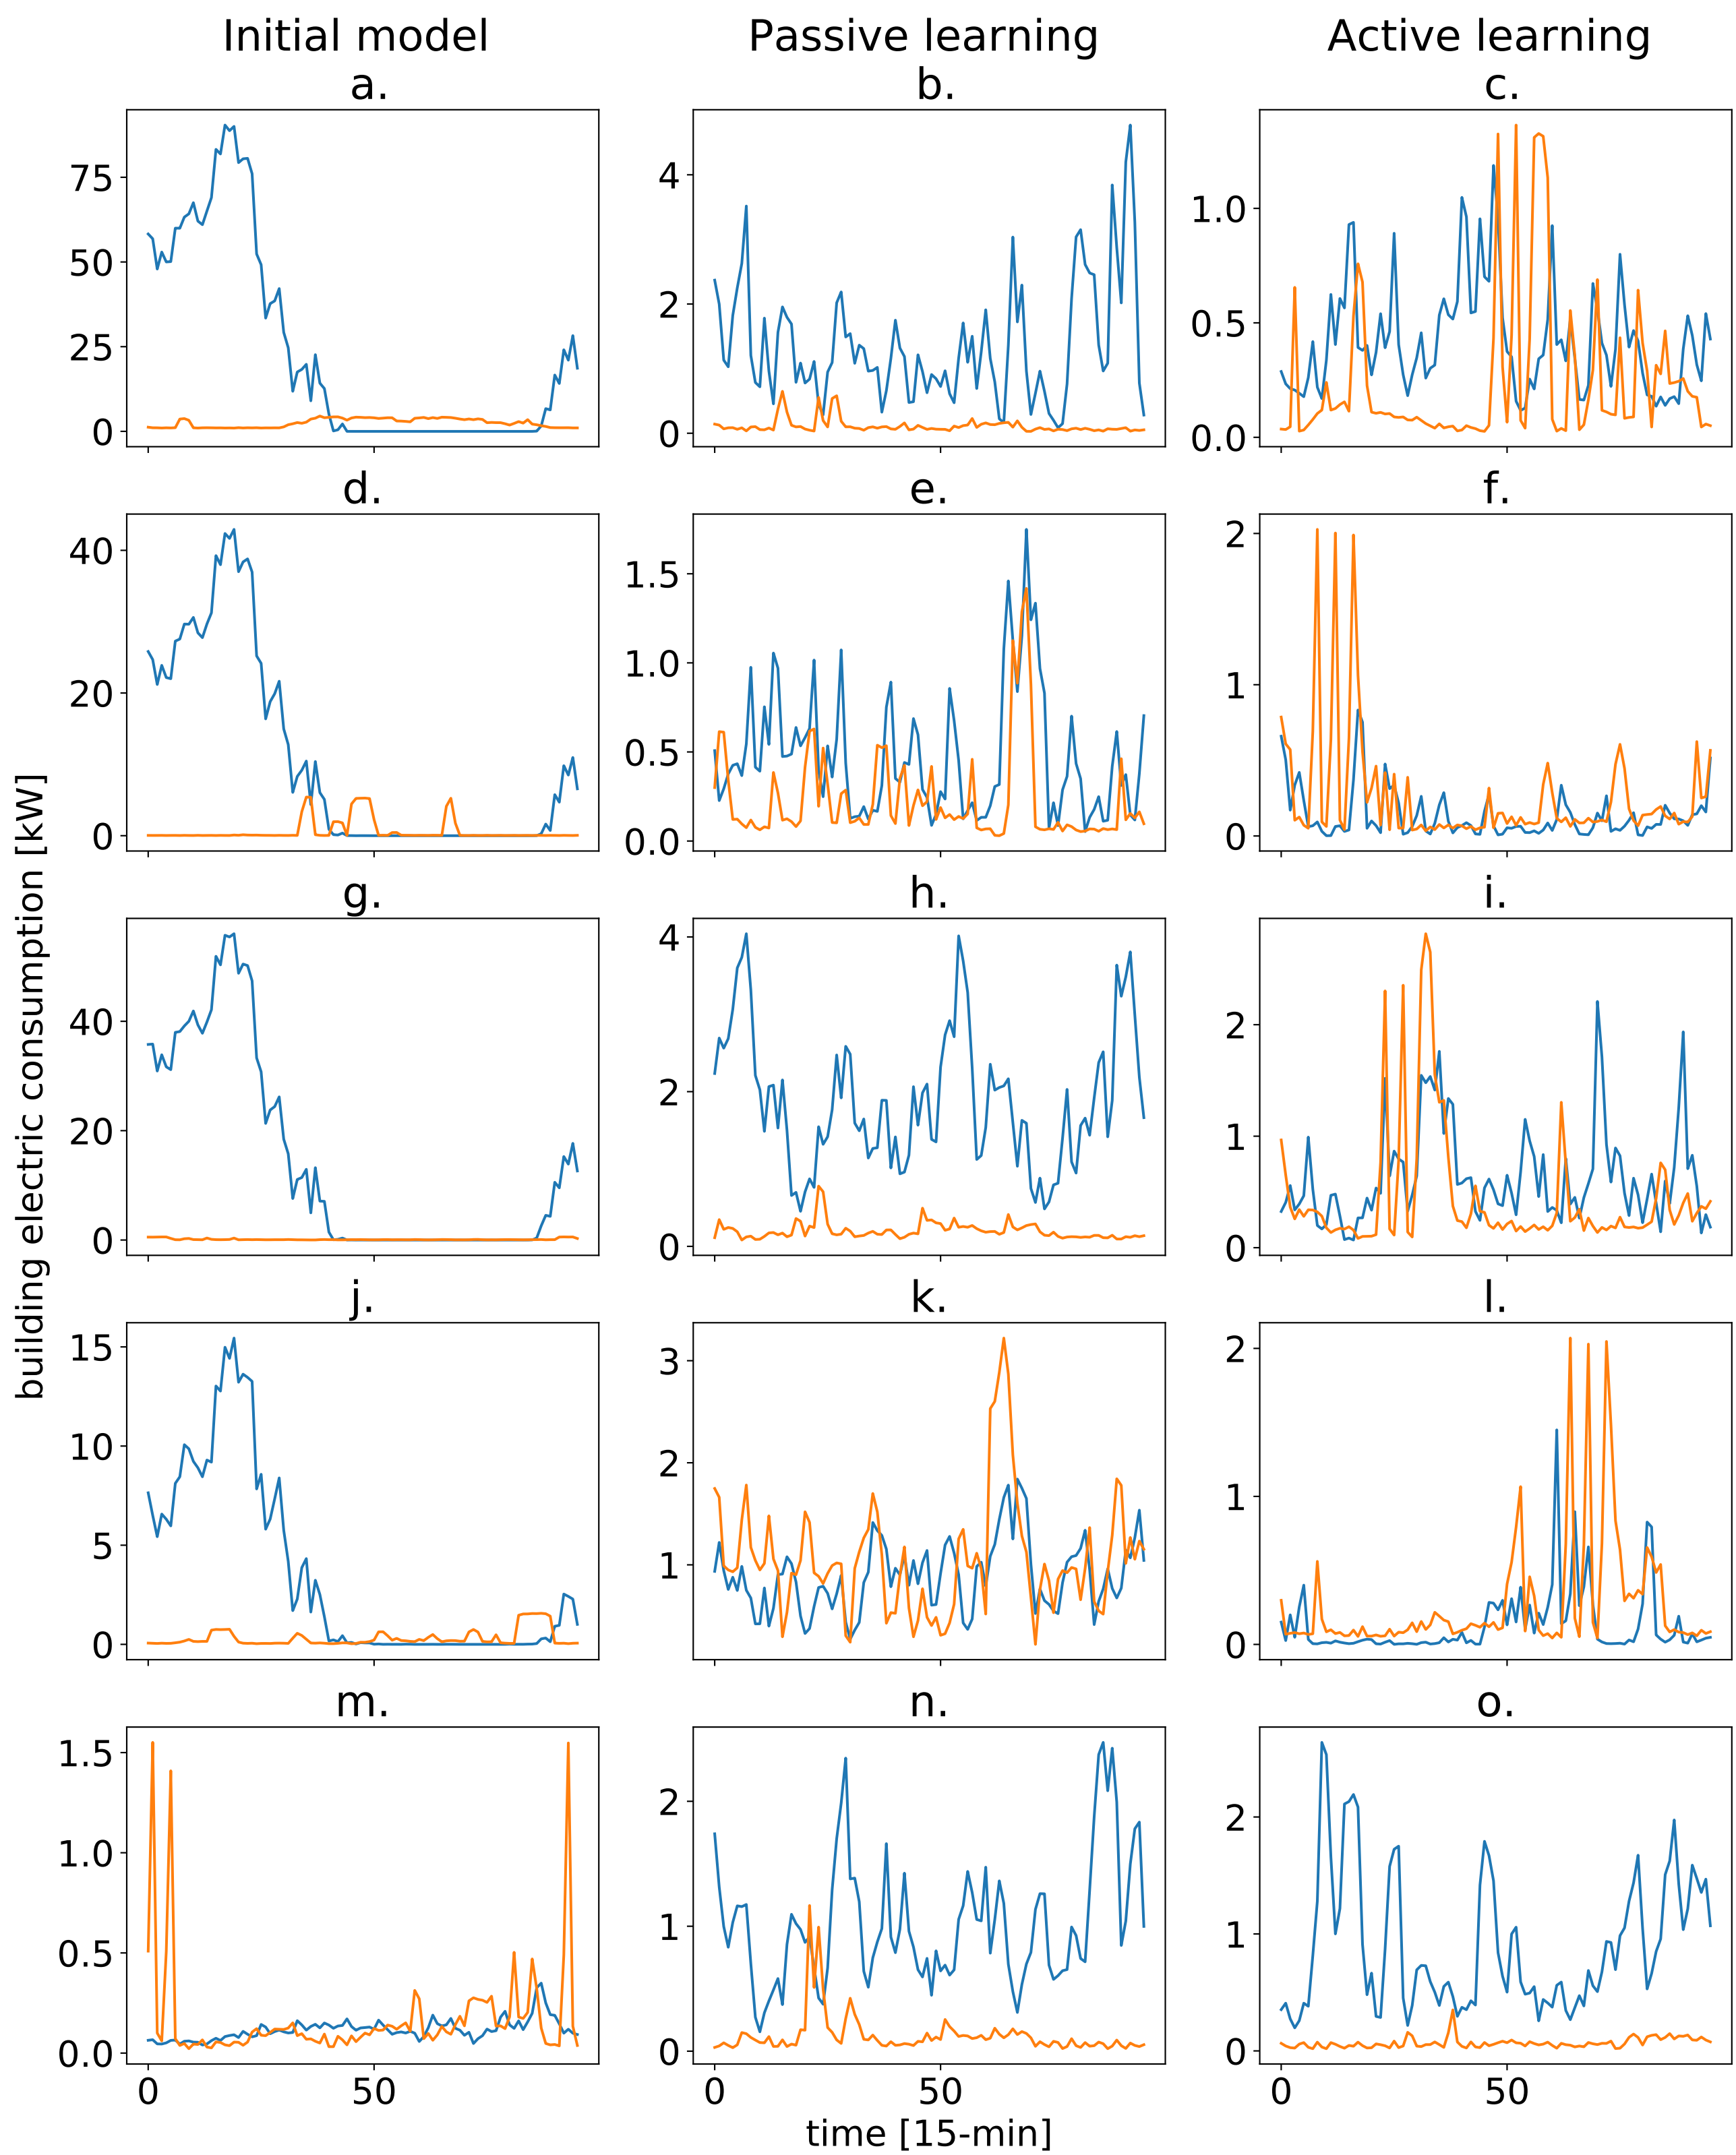 Initial model Passive learning Active learning
a. b. c.
75 4 1.0
50 2 0.5
25 0 0.0
0
d. e. f.
40 1.5 2
20 1.0 1
0 0.5 0
0.0
g. h. i.
40 4 2
20 2 1
0 0 0
j. k. l.
15 3 2
10 2 1
5 1 0
0
m. n. o.
1.5 2 2
1.0 1 1
0.5 0 0
0.0
0 50 0 50 0 50
time [15-min]
building electric consumption [kW]